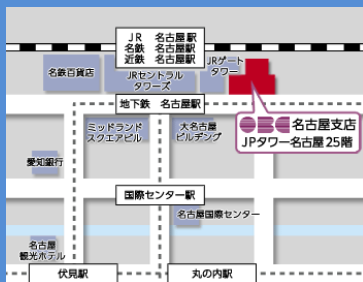 JR 名古屋駅
名鉄 名古屋駅
近鉄 名古屋駅
名鉄百貨店
JRセントラル
タワーズ
JRゲート
タワー
地下鉄 名古屋駅
ミッドランド
スクエアビル
大名古屋
ビルヂング
OBC 名古屋支店
JPタワー名古屋 25階
愛知銀行
国際センター駅
名古屋国際センター
名古屋
観光ホテル
伏見駅
丸の内駅